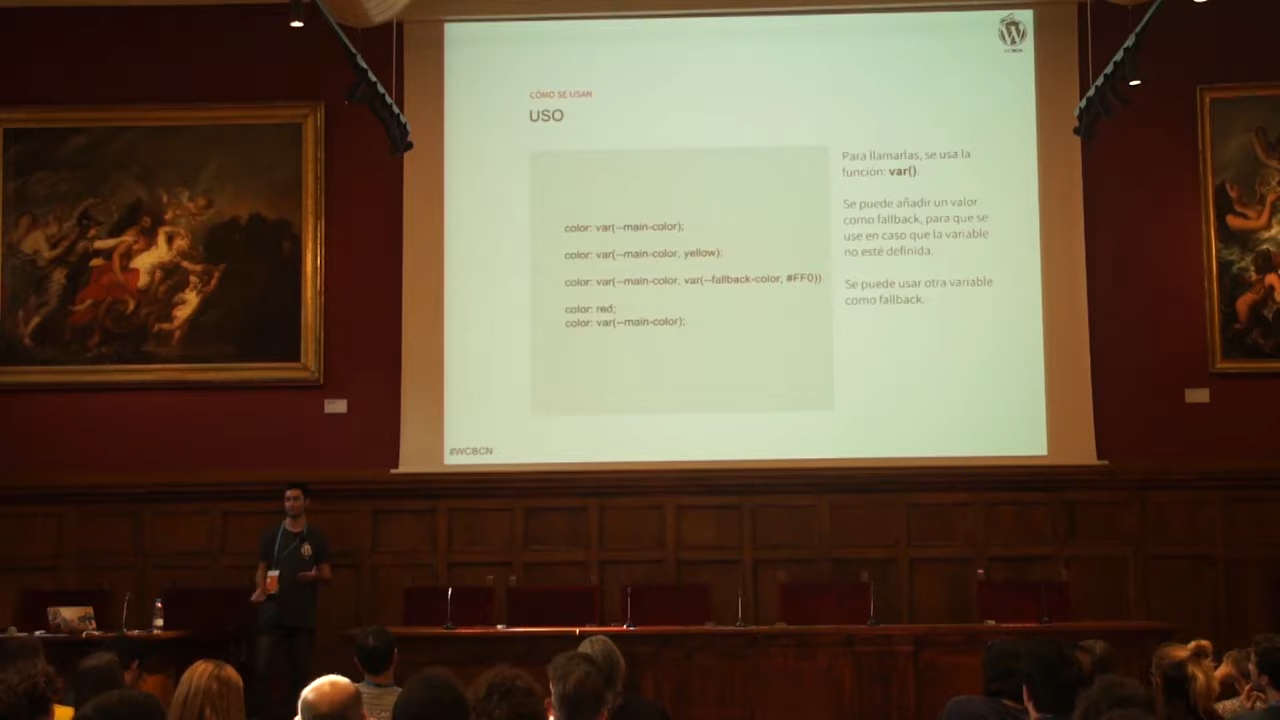 WCBCN
CÓMO SE USAN
USO
color: var(--main-color);
color: var(--main-color, yellow);
color: var(--main-color, var(--fallback-color, #FF0))
color: red;
color: var(--main-color);
Para llamarlas, se usa la
función: var().
Se puede añadir un valor
como fallback, para que se
use en caso que la variable
no esté definida.
Se puede usar otra variable
como fallback.
#WCBCN